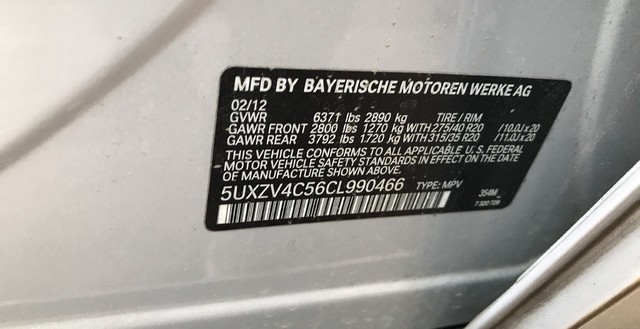 MFD BY BAYERISCHE MOTOREN WERKE AG
02/12
GVWR 6371 lbs 2890 kg TIRE / RIM
GAWR FRONT 2800 lbs 1270 kg WITH 275/40 R20 /10.0J x 20
GAWR REAR 3792 lbs 1720 kg WITH 315/35 R20 /11.0J x 20
THIS VEHICLE CONFORMS TO ALL APPLICABLE U.S. FEDERAL
MOTOR VEHICLE SAFETY STANDARDS IN EFFECT ON THE DATE
OF MANUFACTURE SHOWN ABOVE.
5UXZV4C56CL990466 TYPE: MPV 354M
7 320 729